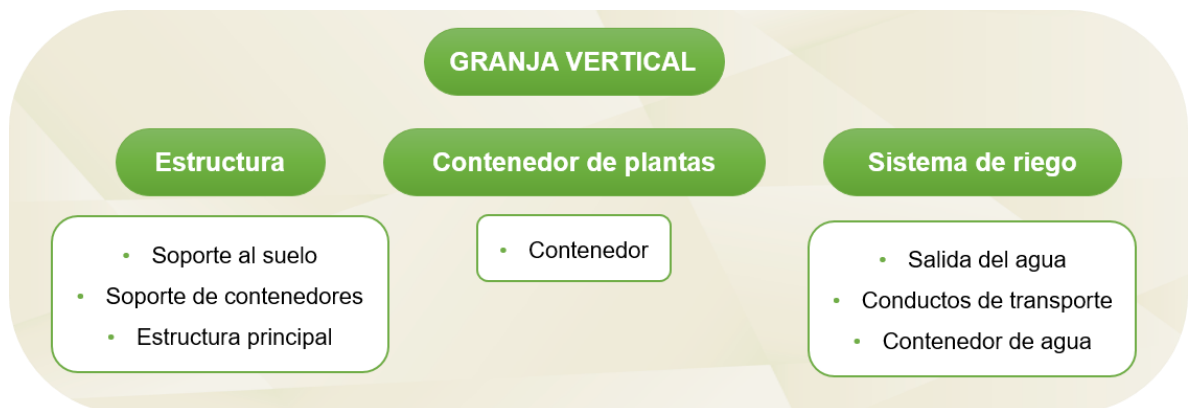 GRANJA VERTICAL
Estructura
Contenedor de plantas
Sistema de riego
• Soporte al suelo
• Soporte de contenedores
• Estructura principal
• Contenedor
• Salida del agua
• Conductos de transporte
• Contenedor de agua